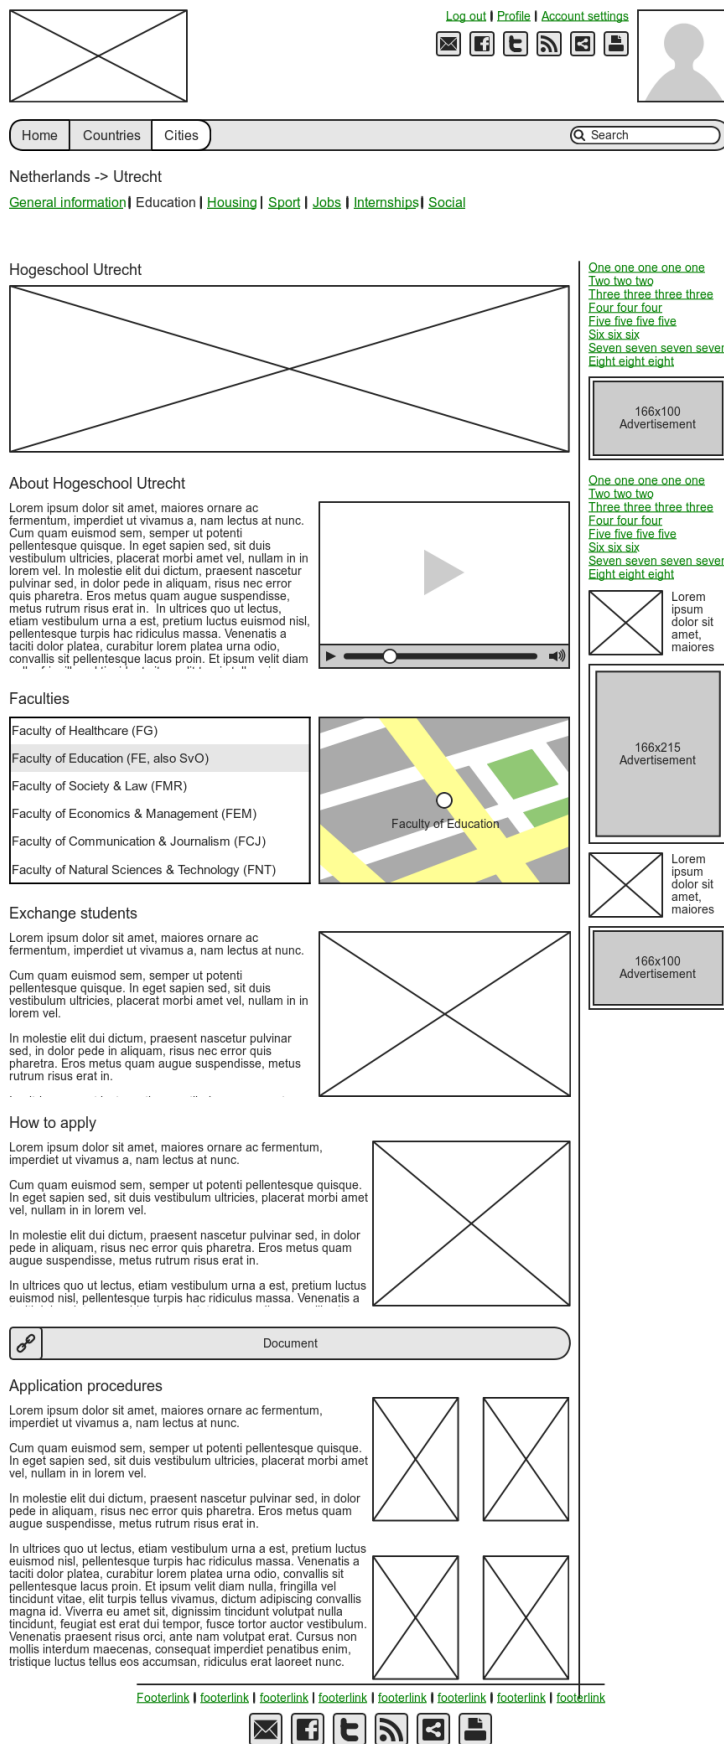 Log out | Profile | Account settings
Home Countries Cities Search
Netherlands -> Utrecht
General information | Education | Housing | Sport | Jobs | Internships | Social
Hogeschool Utrecht
About Hogeschool Utrecht
Lorem ipsum dolor sit amet, maiores ornare ac
fermentum, imperdiet ut vivamus a, nam lectus at nunc.
Cum quam euismod sem, semper ut potenti
pellentesque quisque. In eget sapien sed, sit duis
vestibulum ultricies, placerat morbi amet vel, nullam in in
lorem vel. In molestie elit dui dictum, praesent nascetur
pulvinar sed, in dolor pede in aliquam, risus nec error
quis pharetra. Eros metus quam augue suspendisse,
metus rutrum risus erat in.  In ultrices quo ut lectus,
etiam vestibulum urna a est, pretium luctus euismod nisl,
pellentesque turpis hac ridiculus massa. Venenatis a
taciti dolor platea, curabitur lorem platea urna odio,
convallis sit pellentesque lacus proin. Et ipsum velit diam
Faculties
Faculty of Healthcare (FG)
Faculty of Education (FE, also SvO)
Faculty of Society & Law (FMR)
Faculty of Economics & Management (FEM)
Faculty of Communication & Journalism (FCJ)
Faculty of Natural Sciences & Technology (FNT)
Faculty of Education
Exchange students
Lorem ipsum dolor sit amet, maiores ornare ac
fermentum, imperdiet ut vivamus a, nam lectus at nunc.
Cum quam euismod sem, semper ut potenti
pellentesque quisque. In eget sapien sed, sit duis
vestibulum ultricies, placerat morbi amet vel, nullam in in
lorem vel.
In molestie elit dui dictum, praesent nascetur pulvinar
sed, in dolor pede in aliquam, risus nec error quis
pharetra. Eros metus quam augue suspendisse, metus
rutrum risus erat in.
How to apply
Lorem ipsum dolor sit amet, maiores ornare ac fermentum,
imperdiet ut vivamus a, nam lectus at nunc.
Cum quam euismod sem, semper ut potenti pellentesque quisque.
In eget sapien sed, sit duis vestibulum ultricies, placerat morbi amet
vel, nullam in in lorem vel.
In molestie elit dui dictum, praesent nascetur pulvinar sed, in dolor
pede in aliquam, risus nec error quis pharetra. Eros metus quam
augue suspendisse, metus rutrum risus erat in.
In ultrices quo ut lectus, etiam vestibulum urna a est, pretium luctus
euismod nisl, pellentesque turpis hac ridiculus massa. Venenatis a
Document
Application procedures
Lorem ipsum dolor sit amet, maiores ornare ac fermentum,
imperdiet ut vivamus a, nam lectus at nunc.
Cum quam euismod sem, semper ut potenti pellentesque quisque.
In eget sapien sed, sit duis vestibulum ultricies, placerat morbi amet
vel, nullam in in lorem vel.
In molestie elit dui dictum, praesent nascetur pulvinar sed, in dolor
pede in aliquam, risus nec error quis pharetra. Eros metus quam
augue suspendisse, metus rutrum risus erat in.
In ultrices quo ut lectus, etiam vestibulum urna a est, pretium luctus
euismod nisl, pellentesque turpis hac ridiculus massa. Venenatis a
taciti dolor platea, curabitur lorem platea urna odio, convallis sit
pellentesque lacus proin. Et ipsum velit diam nulla, fringilla vel
tincidunt vitae, elit turpis tellus vivamus, dictum adipiscing convallis
magna id. Viverra eu amet sit, dignissim tincidunt volutpat nulla
tincidunt, feugiat est erat dui tempor, fusce tortor auctor vestibulum.
Venenatis praesent risus orci, ante nam volutpat erat. Cursus non
mollis interdum maecenas, consequat imperdiet penatibus enim,
tristique luctus tellus eos accumsan, ridiculus erat laoreet nunc.
One one one one one
Two two two
Three three three three
Four four four
Five five five five
Six six six
Seven seven seven seven
Eight eight eight
166x100
Advertisement
One one one one one
Two two two
Three three three three
Four four four
Five five five five
Six six six
Seven seven seven seven
Eight eight eight
Lorem
ipsum
dolor sit
amet,
maiores
166x215
Advertisement
Lorem
ipsum
dolor sit
amet,
maiores
166x100
Advertisement
Footerlink | footerlink | footerlink | footerlink | footerlink | footerlink | footerlink | footerlink